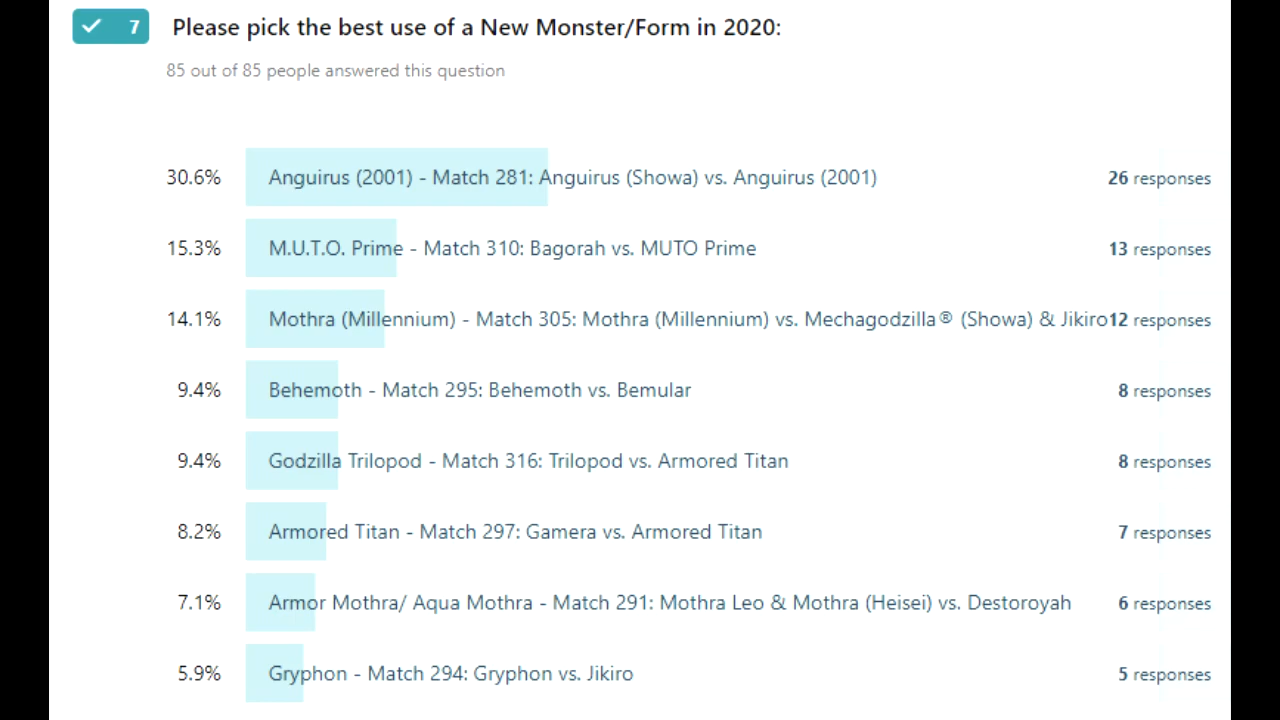 7 Please pick the best use of a New Monster/Form in 2020:
85 out of 85 people answered this question
30.6% Anguirus (2001) - Match 281: Anguirus (Showa) vs. Anguirus (2001) 26 responses
15.3% M.U.T.O. Prime - Match 310: Bagorah vs. MUTO Prime 13 responses
14.1% Mothra (Millennium) - Match 305: Mothra (Millennium) vs. Mechagodzilla® (Showa) & Jikiro 12 responses
9.4% Behemoth - Match 295: Behemoth vs. Bemular 8 responses
9.4% Godzilla Trilopod - Match 316: Trilopod vs. Armored Titan 8 responses
8.2% Armored Titan - Match 297: Gamera vs. Armored Titan 7 responses
7.1% Armor Mothra/ Aqua Mothra - Match 291: Mothra Leo & Mothra (Heisei) vs. Destoroyah 6 responses
5.9% Gryphon - Match 294: Gryphon vs. Jikiro 5 responses